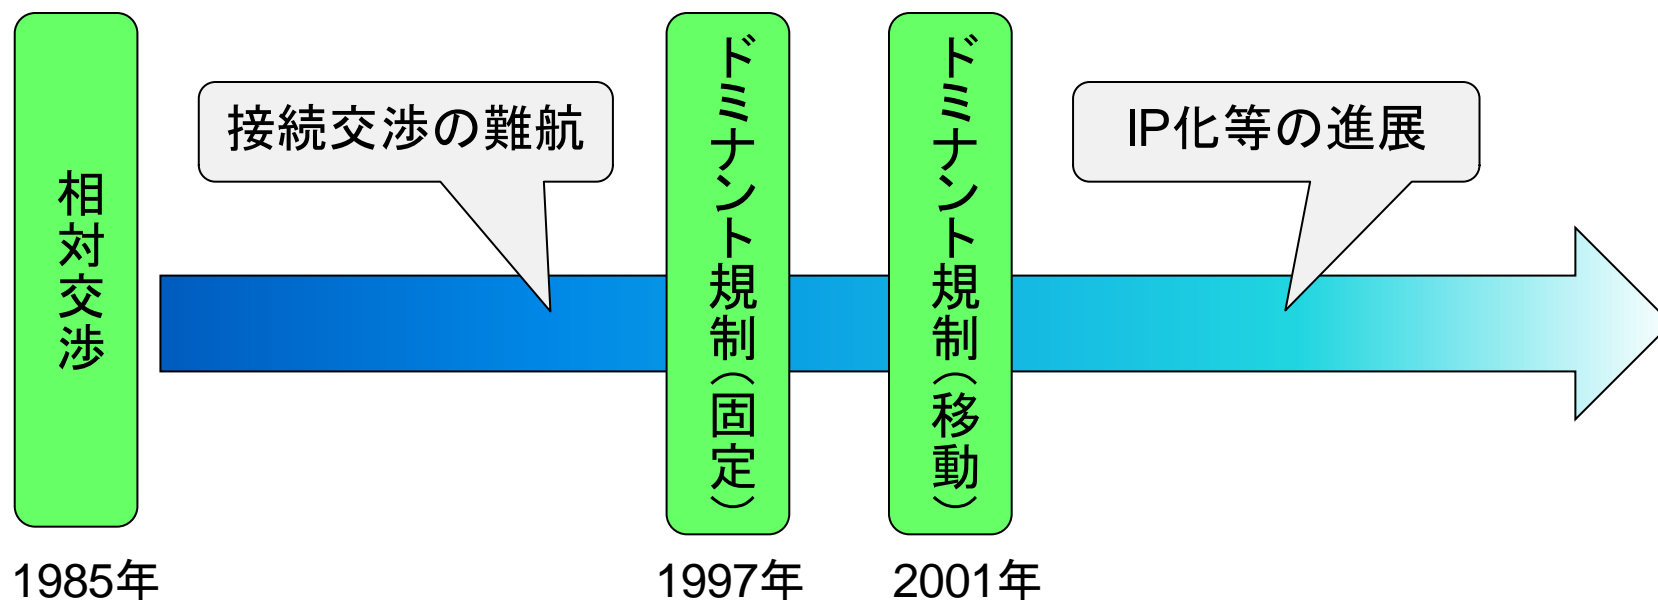 相対交渉
接続交渉の難航
ドミナント規制（固定）
ドミナント規制（移動）
IP化等の進展
1985年
1997年
2001年